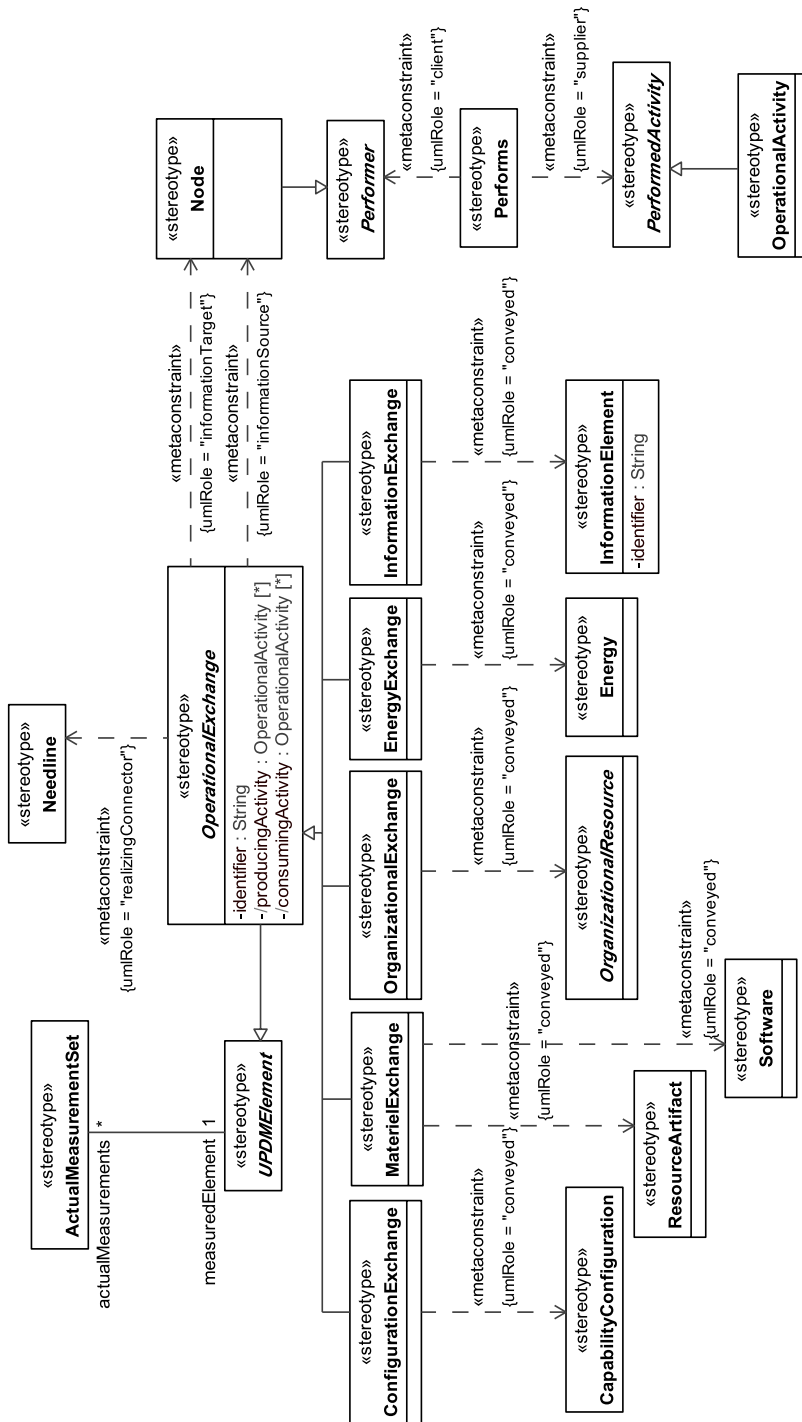 «stereotype»
ActualMeasurementSet
actualMeasurements
*
measuredElement
1
«stereotype»
UPDMElement
«stereotype»
Needline
«metaconstraint»
{umlRole = "realizingConnector"}
«stereotype»
OperationalExchange
-identifier : String
-/producingActivity : OperationalActivity [*]
-/consumingActivity : OperationalActivity [*]
«metaconstraint»
{umlRole = "informationTarget"}
«metaconstraint»
{umlRole = "informationSource"}
«stereotype»
Node
«stereotype»
Performer
«metaconstraint»
{umlRole = "client"}
«stereotype»
Performs
«metaconstraint»
{umlRole = "supplier"}
«stereotype»
PerformedActivity
«stereotype»
OperationalActivity
«stereotype»
ConfigurationExchange
«stereotype»
MaterielExchange
«stereotype»
OrganizationalExchange
«stereotype»
EnergyExchange
«stereotype»
InformationExchange
«metaconstraint»
{umlRole = "conveyed"}
«metaconstraint»
{umlRole = "conveyed"}
«metaconstraint»
{umlRole = "conveyed"}
«metaconstraint»
{umlRole = "conveyed"}
«metaconstraint»
{umlRole = "conveyed"}
«metaconstraint»
{umlRole = "conveyed"}
«stereotype»
CapabilityConfiguration
«stereotype»
ResourceArtifact
«stereotype»
Software
«stereotype»
OrganizationalResource
«stereotype»
Energy
«stereotype»
InformationElement
-identifier : String